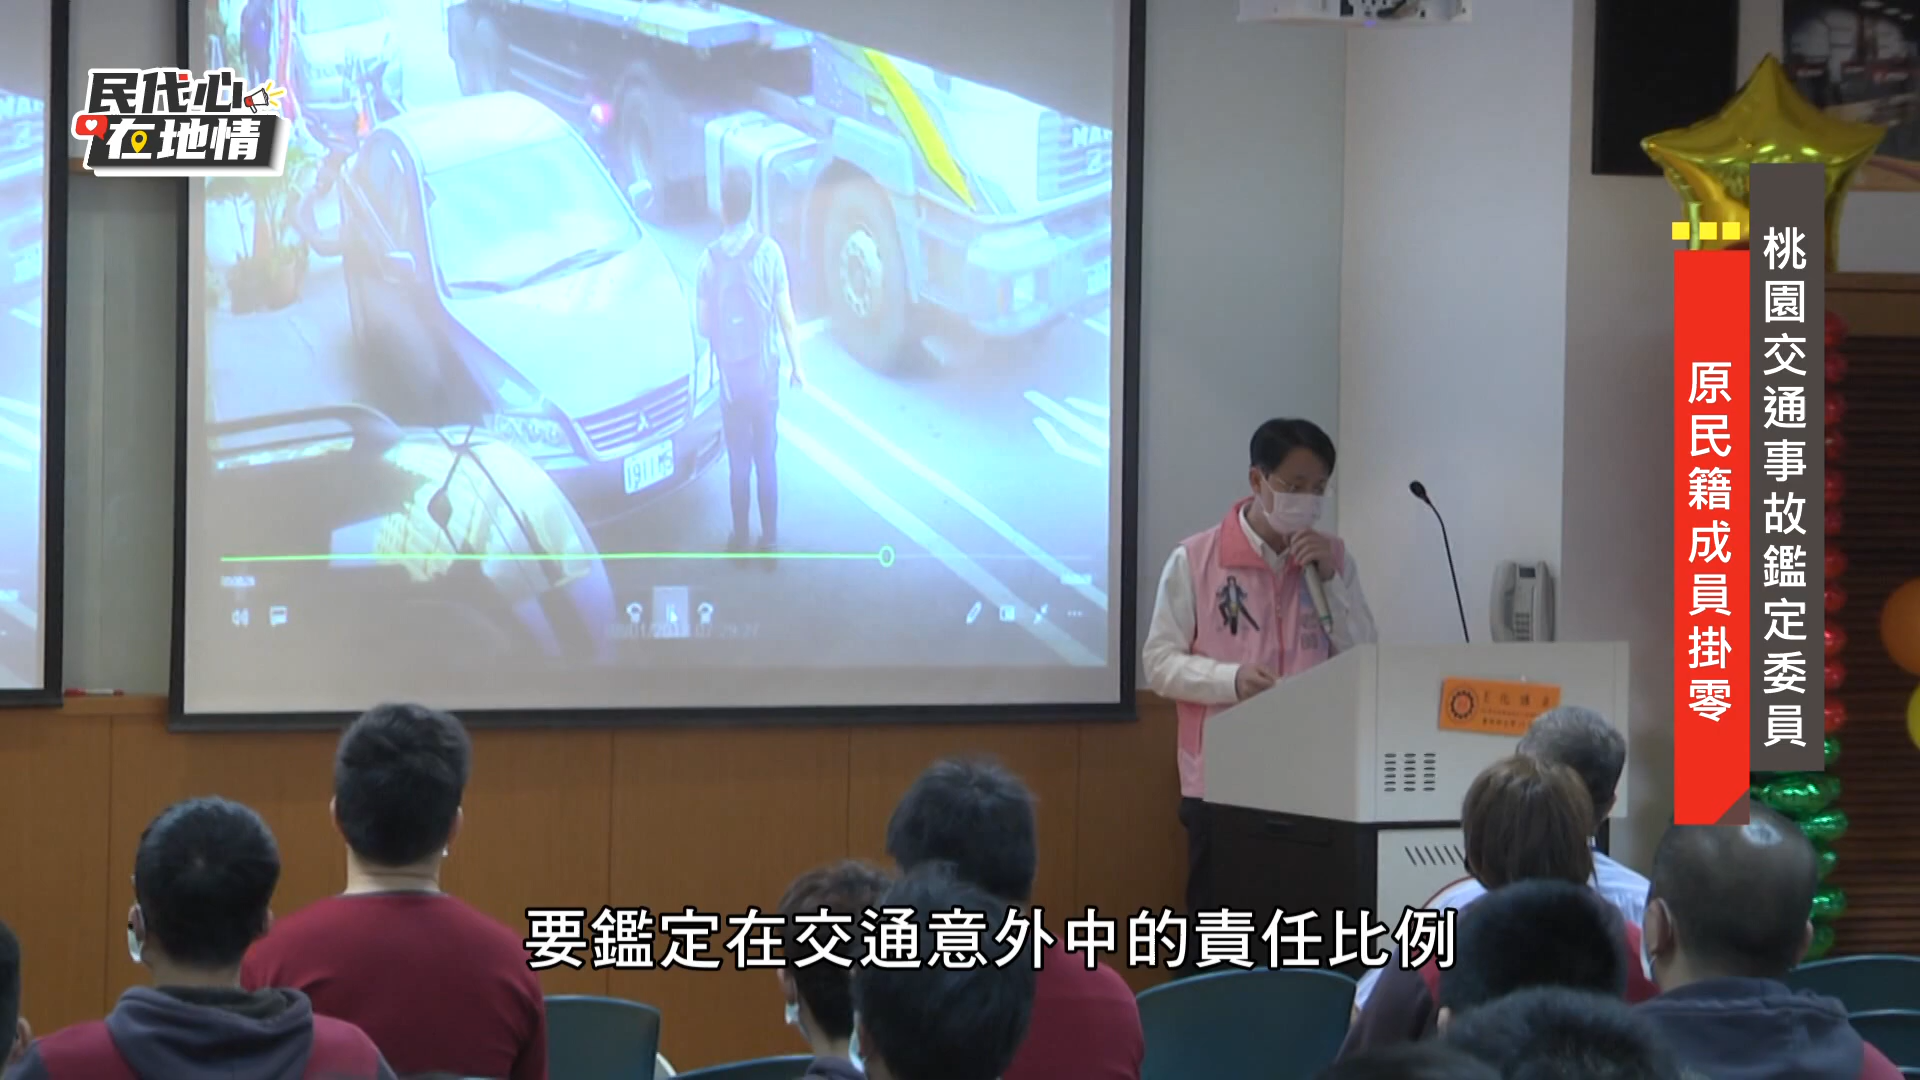 民代心
在地情
桃園交通事故鑑定委員
原民籍成員掛零
要鑑定在交通意外中的責任比例